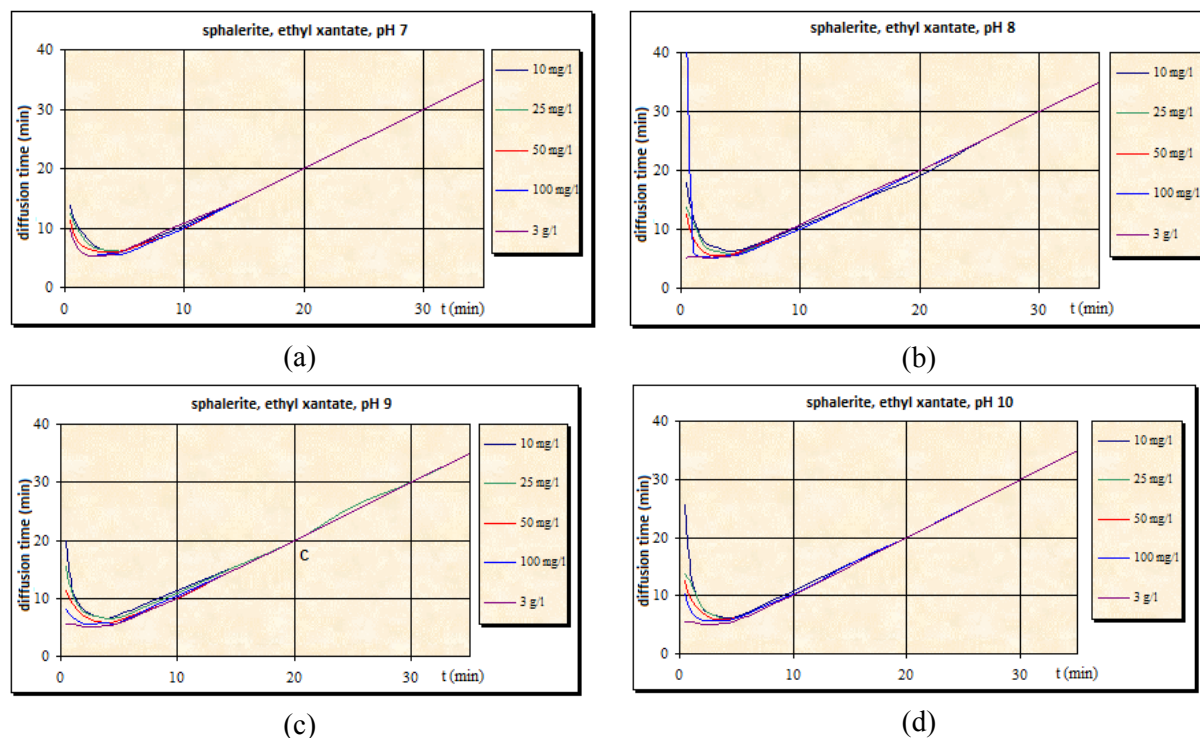 sphalerite, ethyl xantate, pH 7
diffusion time (min)
40
30
20
10
0
0 10 20 30 t (min)
10 mg/l
25 mg/l
50 mg/l
100 mg/l
3 g/l
(a)
sphalerite, ethyl xantate, pH 8
diffusion time (min)
40
30
20
10
0
0 10 20 30 t (min)
10 mg/l
25 mg/l
50 mg/l
100 mg/l
3 g/l
(b)
sphalerite, ethyl xantate, pH 9
diffusion time (min)
40
30
20
10
0
C
0 10 20 30 t (min)
10 mg/l
25 mg/l
50 mg/l
100 mg/l
3 g/l
(c)
sphalerite, ethyl xantate, pH 10
diffusion time (min)
40
30
20
10
0
0 10 20 30 t (min)
10 mg/l
25 mg/l
50 mg/l
100 mg/l
3 g/l
(d)